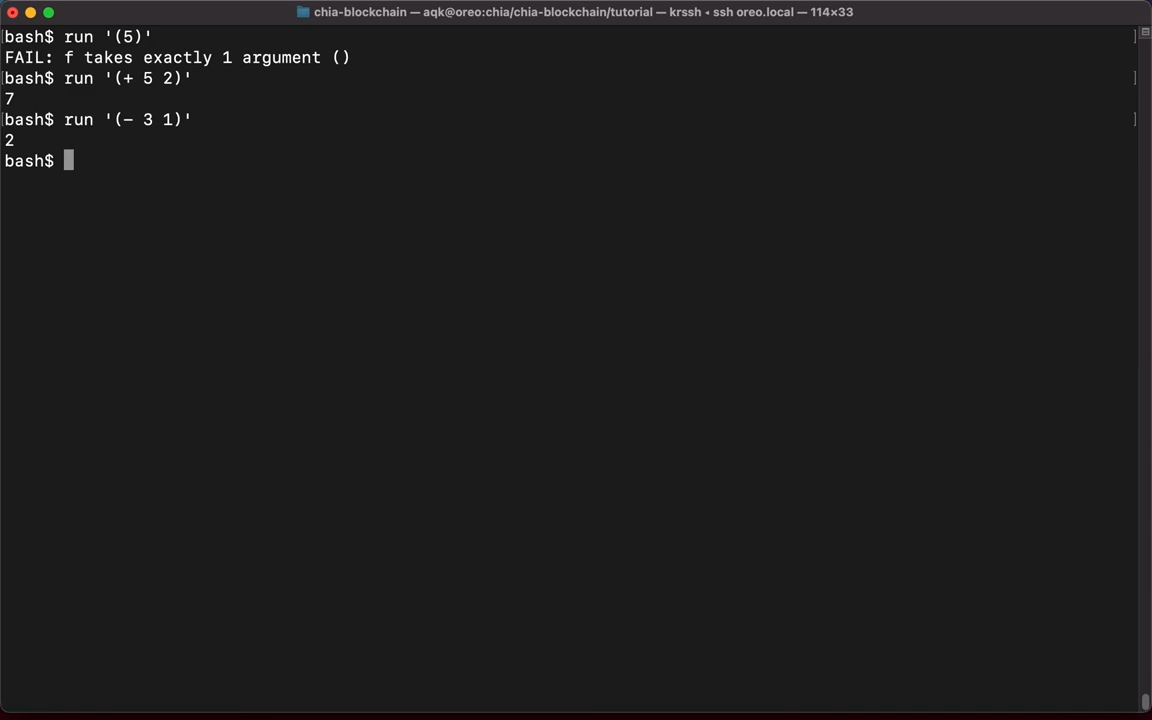 chia-blockchain — aqk@oreo:chia/chia-blockchain/tutorial — krssh ◂ ssh oreo.local — 114×33
[bash$ run '(5)' ]
FAIL: f takes exactly 1 argument ()
[bash$ run '(+ 5 2)' ]
7
[bash$ run '(- 3 1)' ]
2
bash$